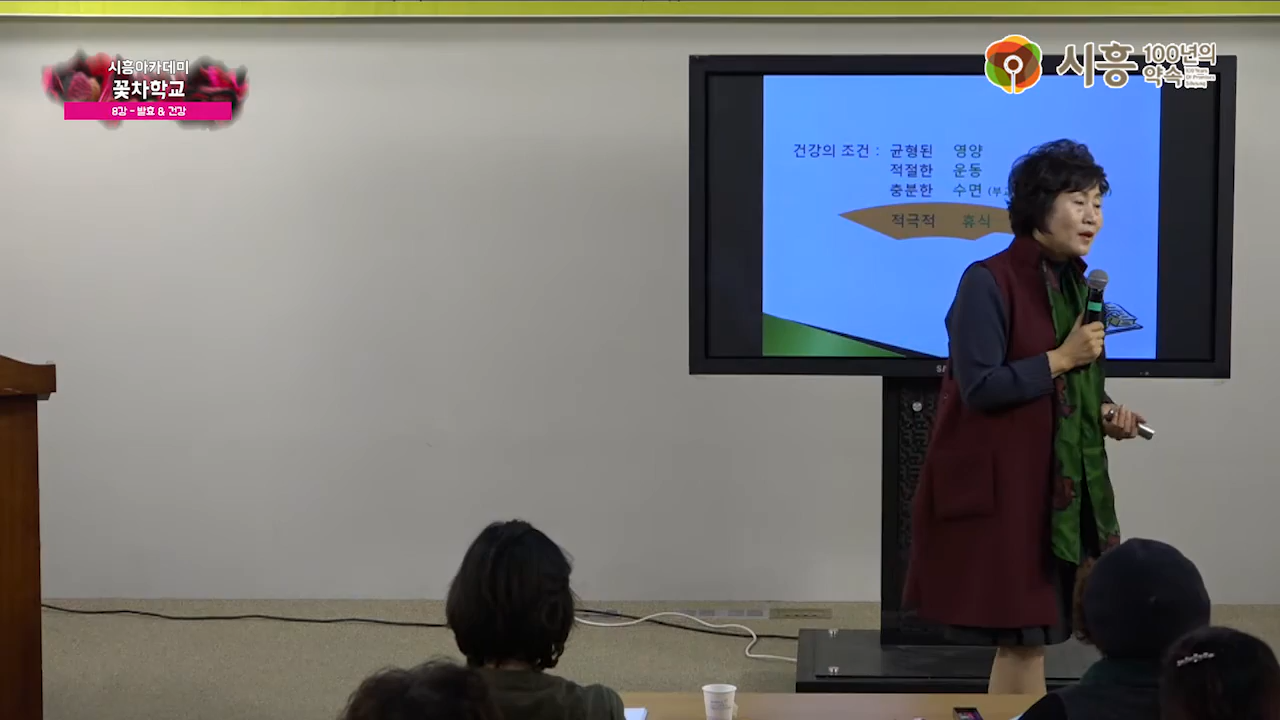 시흥아카데미
꽃차학교
8강 - 발효 & 건강
시흥 100년의
약속
건강의 조건 : 균형된 영양
적절한 운동
충분한 수면 (부교
적극적 휴식